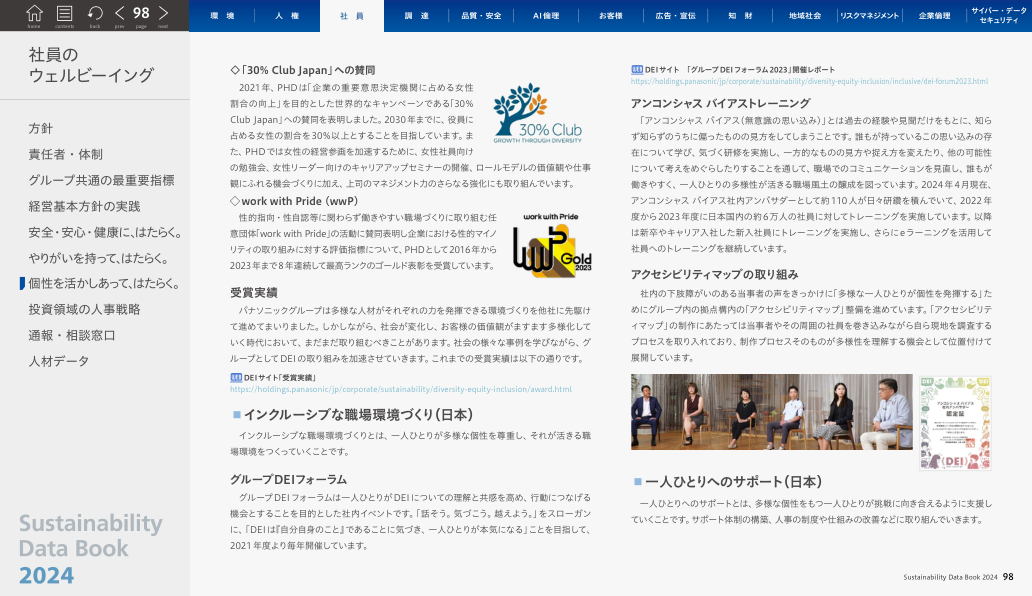 home contents back prev 98 page next
環　境
人　権
社　員
調　達
品質・安全
AI倫理
お客様
広告・宣伝
知　財
地域社会
リスクマネジメント
企業倫理
サイバー・データ
セキュリティ
社員の
ウェルビーイング
方針
責任者・体制
グループ共通の最重要指標
経営基本方針の実践
安全・安心・健康に、はたらく。
やりがいを持って、はたらく。
個性を活かしあって、はたらく。
投資領域の人事戦略
通報・相談窓口
人材データ
Sustainability
Data Book
2024
◇「30% Club Japan」への賛同
2021年、PHDは「企業の重要意思決定機関に占める女性
割合の向上」を目的とした世界的なキャンペーンである「30%
Club Japan」への賛同を表明しました。2030年までに、役員に
占める女性の割合を30%以上とすることを目指しています。ま
た、PHDでは女性の経営参画を加速するために、女性社員向け
の勉強会、女性リーダー向けのキャリアアップセミナーの開催、ロールモデルの価値観や仕事
観にふれる機会づくりに加え、上司のマネジメント力のさらなる強化にも取り組んでいます。
30% Club
GROWTH THROUGH DIVERSITY
◇work with Pride (wwP)
性的指向・性自認等に関わらず働きやすい職場づくりに取り組む任
意団体「work with Pride」の活動に賛同表明し企業における性的マイノ
リティの取り組みに対する評価指標について、PHDとして2016年から
2023年まで8年連続して最高ランクのゴールド表彰を受賞しています。
work with Pride
wwP
Gold
2023
受賞実績
パナソニックグループは多様な人材がそれぞれの力を発揮できる環境づくりを他社に先駆け
て進めてまいりました。しかしながら、社会が変化し、お客様の価値観がますます多様化して
いく時代において、まだまだ取り組むべきことがあります。社会の様々な事例を学びながら、グ
ループとしてDEIの取り組みを加速させていきます。これまでの受賞実績は以下の通りです。
DEIサイト「受賞実績」
https://holdings.panasonic/jp/corporate/sustainability/diversity-equity-inclusion/award.html
■ インクルーシブな職場環境づくり（日本）
インクルーシブな職場環境づくりとは、一人ひとりが多様な個性を尊重し、それが活きる職
場環境をつくっていくことです。
グループDEIフォーラム
グループDEIフォーラムは一人ひとりがDEIについての理解と共感を高め、行動につなげる
機会とすることを目的とした社内イベントです。「話そう。気づこう。越えよう。」をスローガン
に、「DEIは『自分自身のこと』であることに気づき、一人ひとりが本気になる」ことを目指して、
2021年度より毎年開催しています。
DEIサイト　「グループDEIフォーラム2023」開催レポート
https://holdings.panasonic/jp/corporate/sustainability/diversity-equity-inclusion/inclusive/dei-forum2023.html
アンコンシャス バイアストレーニング
「アンコンシャス バイアス（無意識の思い込み）」とは過去の経験や見聞だけをもとに、知ら
ず知らずのうちに偏ったものの見方をしてしまうことです。誰もが持っているこの思い込みの存
在について学び、気づく研修を実施し、一方的なものの見方や捉え方を変えたり、他の可能性
について考えをめぐらしたりすることを通して、職場でのコミュニケーションを見直し、誰もが
働きやすく、一人ひとりの多様性が活きる職場風土の醸成を図っています。2024年4月現在、
アンコンシャス バイアス社内アンバサダーとして約110人が日々研鑽を積んでいて、2022年
度から2023年度に日本国内の約6万人の社員に対してトレーニングを実施しています。以降
は新卒やキャリア入社した新入社員にトレーニングを実施し、さらにeラーニングを活用して
社員へのトレーニングを継続しています。
アクセシビリティマップの取り組み
社内の下肢障がいのある当事者の声をきっかけに「多様な一人ひとりが個性を発揮する」た
めにグループ内の拠点構内の「アクセシビリティマップ」整備を進めています。「アクセシビリテ
ィマップ」の制作にあたっては当事者やその周囲の社員を巻き込みながら自ら現地を調査する
プロセスを取り入れており、制作プロセスそのものが多様性を理解する機会として位置付けて
展開しています。
DEI DEI
アンコンシャス バイアス
社内アンバサダー
認定証
DEI
■ 一人ひとりへのサポート（日本）
一人ひとりへのサポートとは、多様な個性をもつ一人ひとりが挑戦に向き合えるように支援し
ていくことです。サポート体制の構築、人事の制度や仕組みの改善などに取り組んでいきます。
Sustainability Data Book 2024 98